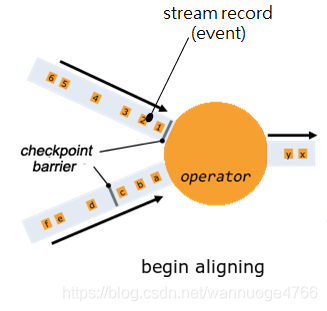 stream record
(event)
6 5 4 3 2 1
checkpoint
barrier
operator
y x
f e d c b a
begin aligning
https://blog.csdn.net/wannuoge4766